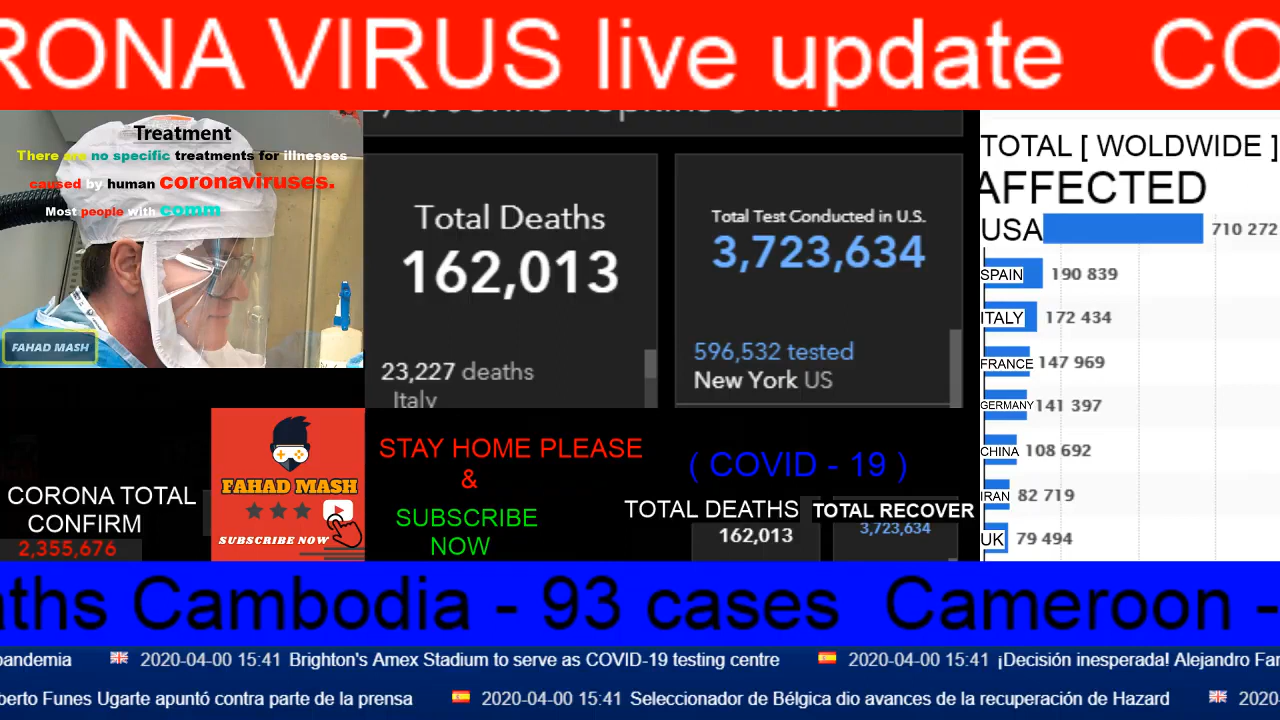 RONA VIRUS live update CO
Treatment
There are no specific treatments for illnesses
caused by human coronaviruses.
Most people with comm
FAHAD MASH
Total Deaths
162,013
23,227 deaths
Italy
Total Test Conducted in U.S.
3,723,634
596,532 tested
New York US
TOTAL [ WOLDWIDE ]
AFFECTED
USA 710 272
SPAIN 190 839
ITALY 172 434
FRANCE 147 969
GERMANY 141 397
CHINA 108 692
IRAN 82 719
UK 79 494
CORONA TOTAL
CONFIRM
2,355,676
FAHAD MASH
SUBSCRIBE NOW
STAY HOME PLEASE
&
SUBSCRIBE
NOW
( COVID - 19 )
TOTAL DEATHS
162,013
TOTAL RECOVER
3,723,634
aths Cambodia - 93 cases Cameroon -
pandemia 2020-04-00 15:41 Brighton's Amex Stadium to serve as COVID-19 testing centre 2020-04-00 15:41 ¡Decisión inesperada! Alejandro Far
berto Funes Ugarte apuntó contra parte de la prensa 2020-04-00 15:41 Seleccionador de Bélgica dio avances de la recuperación de Hazard 2020